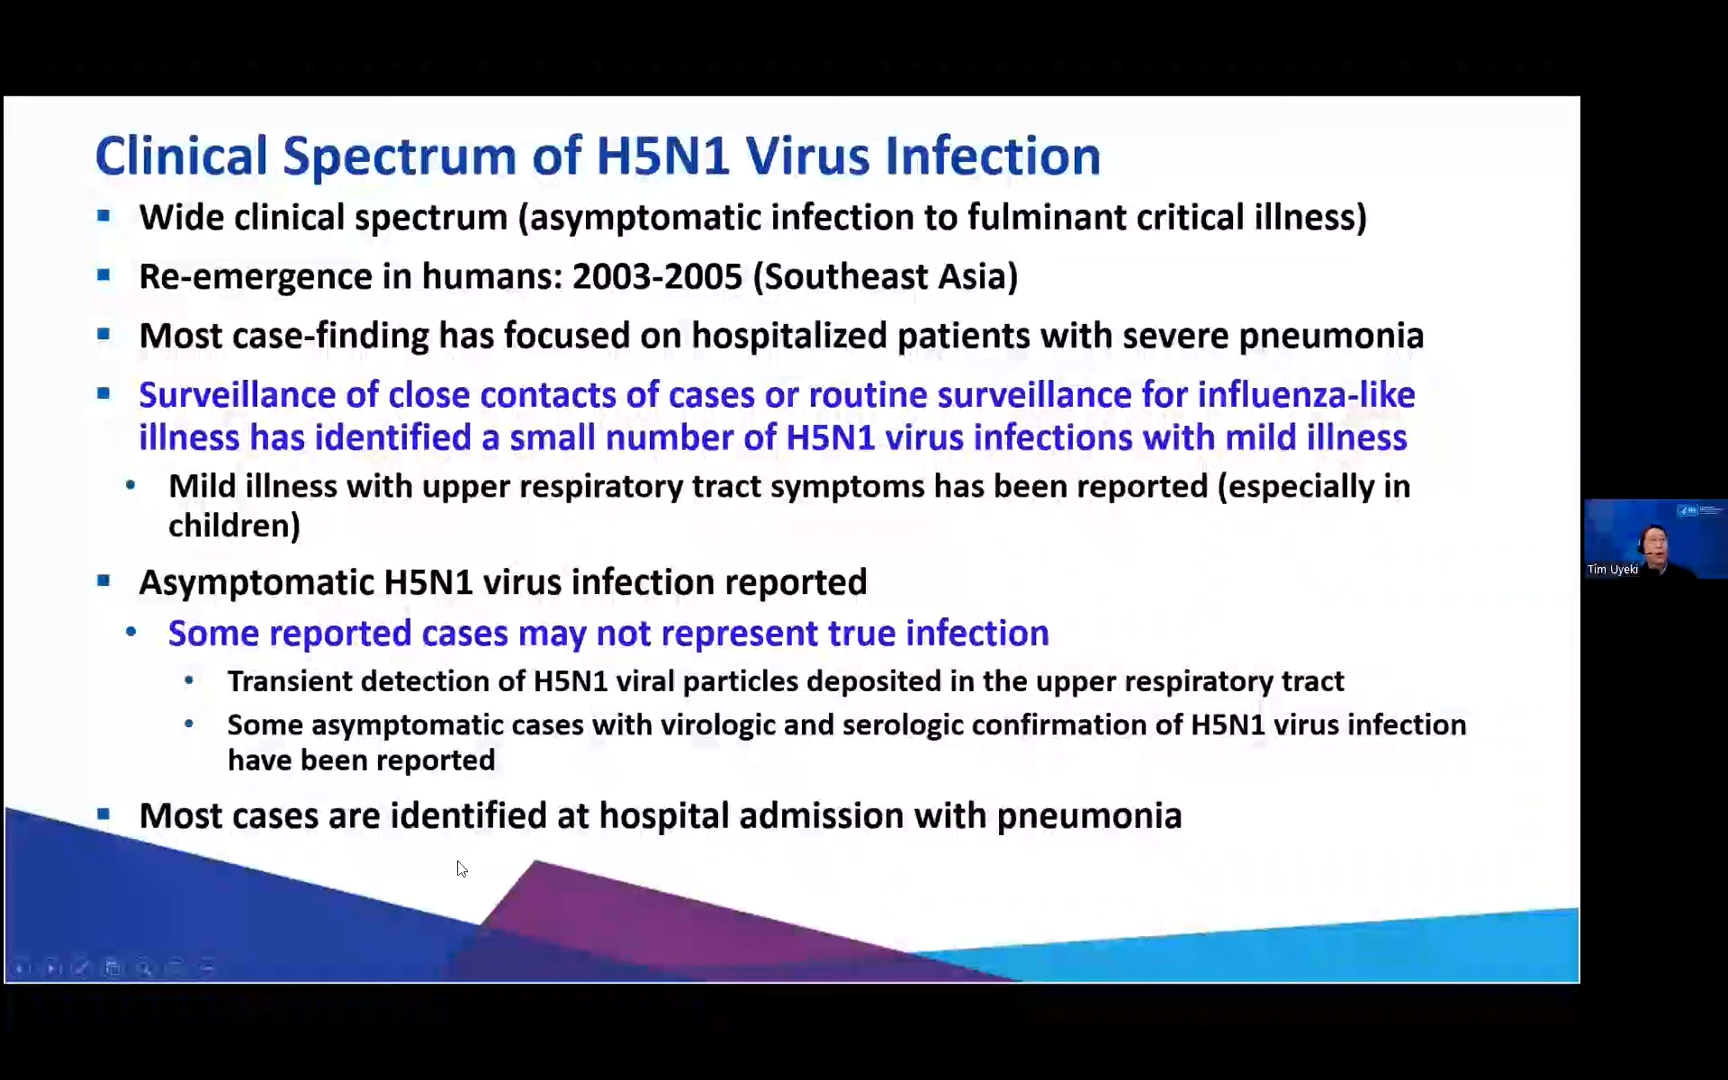 Clinical Spectrum of H5N1 Virus Infection
Wide clinical spectrum (asymptomatic infection to fulminant critical illness)
Re-emergence in humans: 2003-2005 (Southeast Asia)
Most case-finding has focused on hospitalized patients with severe pneumonia
Surveillance of close contacts of cases or routine surveillance for influenza-like
illness has identified a small number of H5N1 virus infections with mild illness
Mild illness with upper respiratory tract symptoms has been reported (especially in
children)
Asymptomatic H5N1 virus infection reported
Some reported cases may not represent true infection
Transient detection of H5N1 viral particles deposited in the upper respiratory tract
Some asymptomatic cases with virologic and serologic confirmation of H5N1 virus infection
have been reported
Most cases are identified at hospital admission with pneumonia
Tim Uyeki